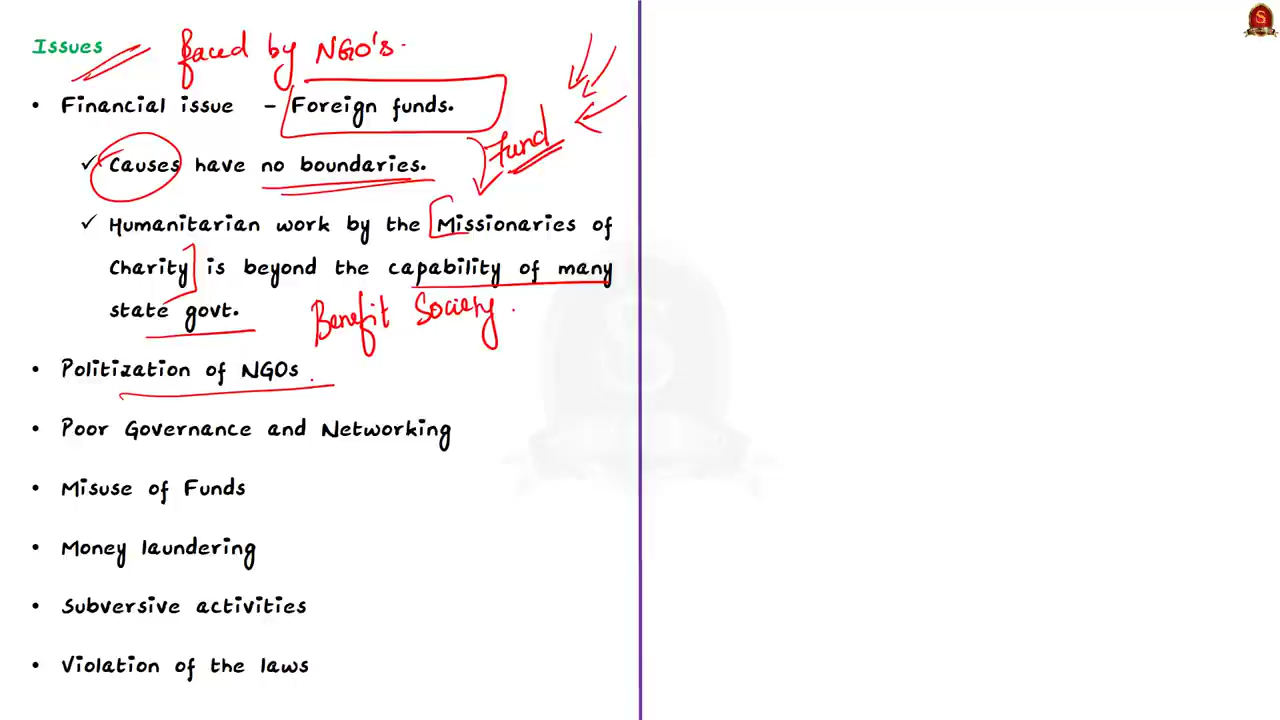 Issues faced by NGO's.
• Financial issue - Foreign funds.
Fund
✓ Causes have no boundaries.
✓ Humanitarian work by the Missionaries of
Charity is beyond the capability of many
state govt.
Benefit Society.
• Politization of NGOs
• Poor Governance and Networking
• Misuse of Funds
• Money laundering
• Subversive activities
• Violation of the laws
S